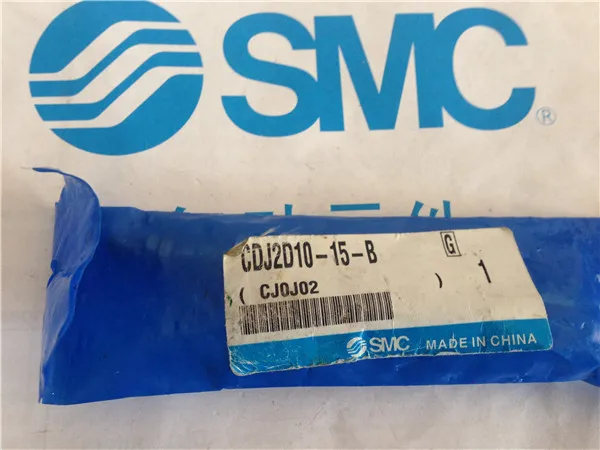 SMC
®
CDJ2D10-15-B
G
( CJ0J02 ) 1
SMC MADE IN CHINA